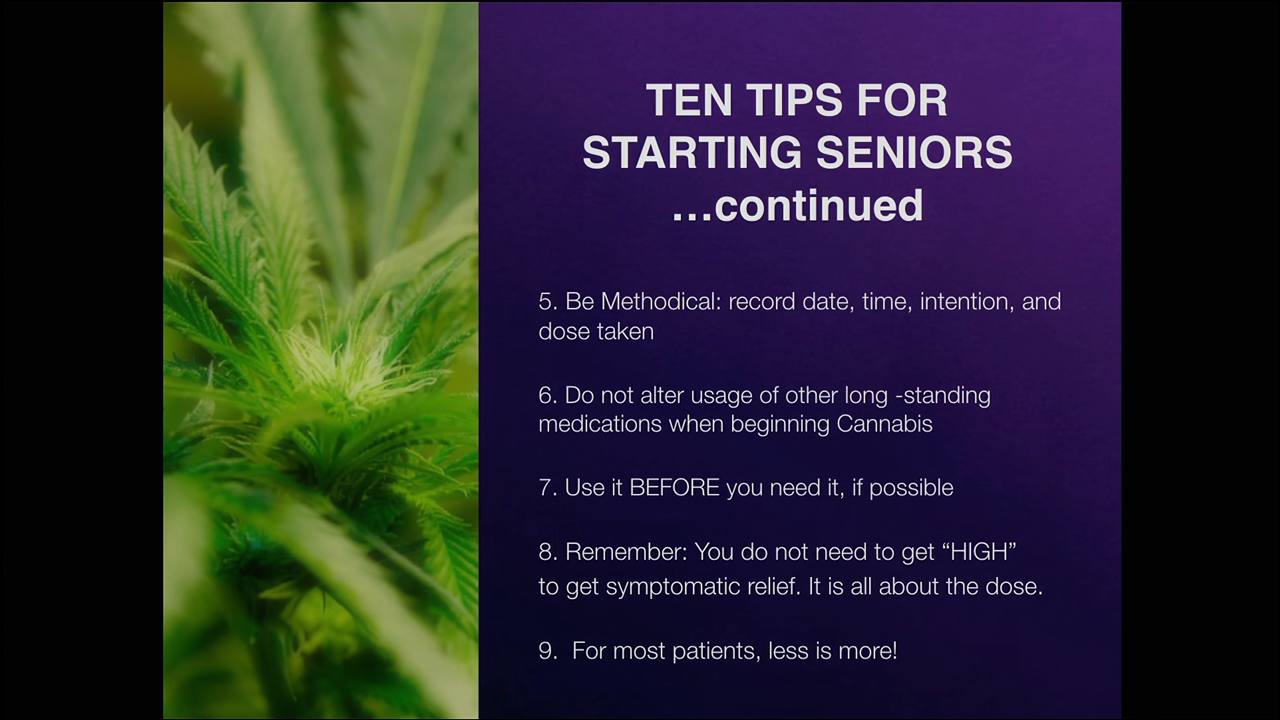 TEN TIPS FOR
STARTING SENIORS
…continued
5. Be Methodical: record date, time, intention, and
dose taken
6. Do not alter usage of other long -standing
medications when beginning Cannabis
7. Use it BEFORE you need it, if possible
8. Remember: You do not need to get “HIGH”
to get symptomatic relief. It is all about the dose.
9.  For most patients, less is more!